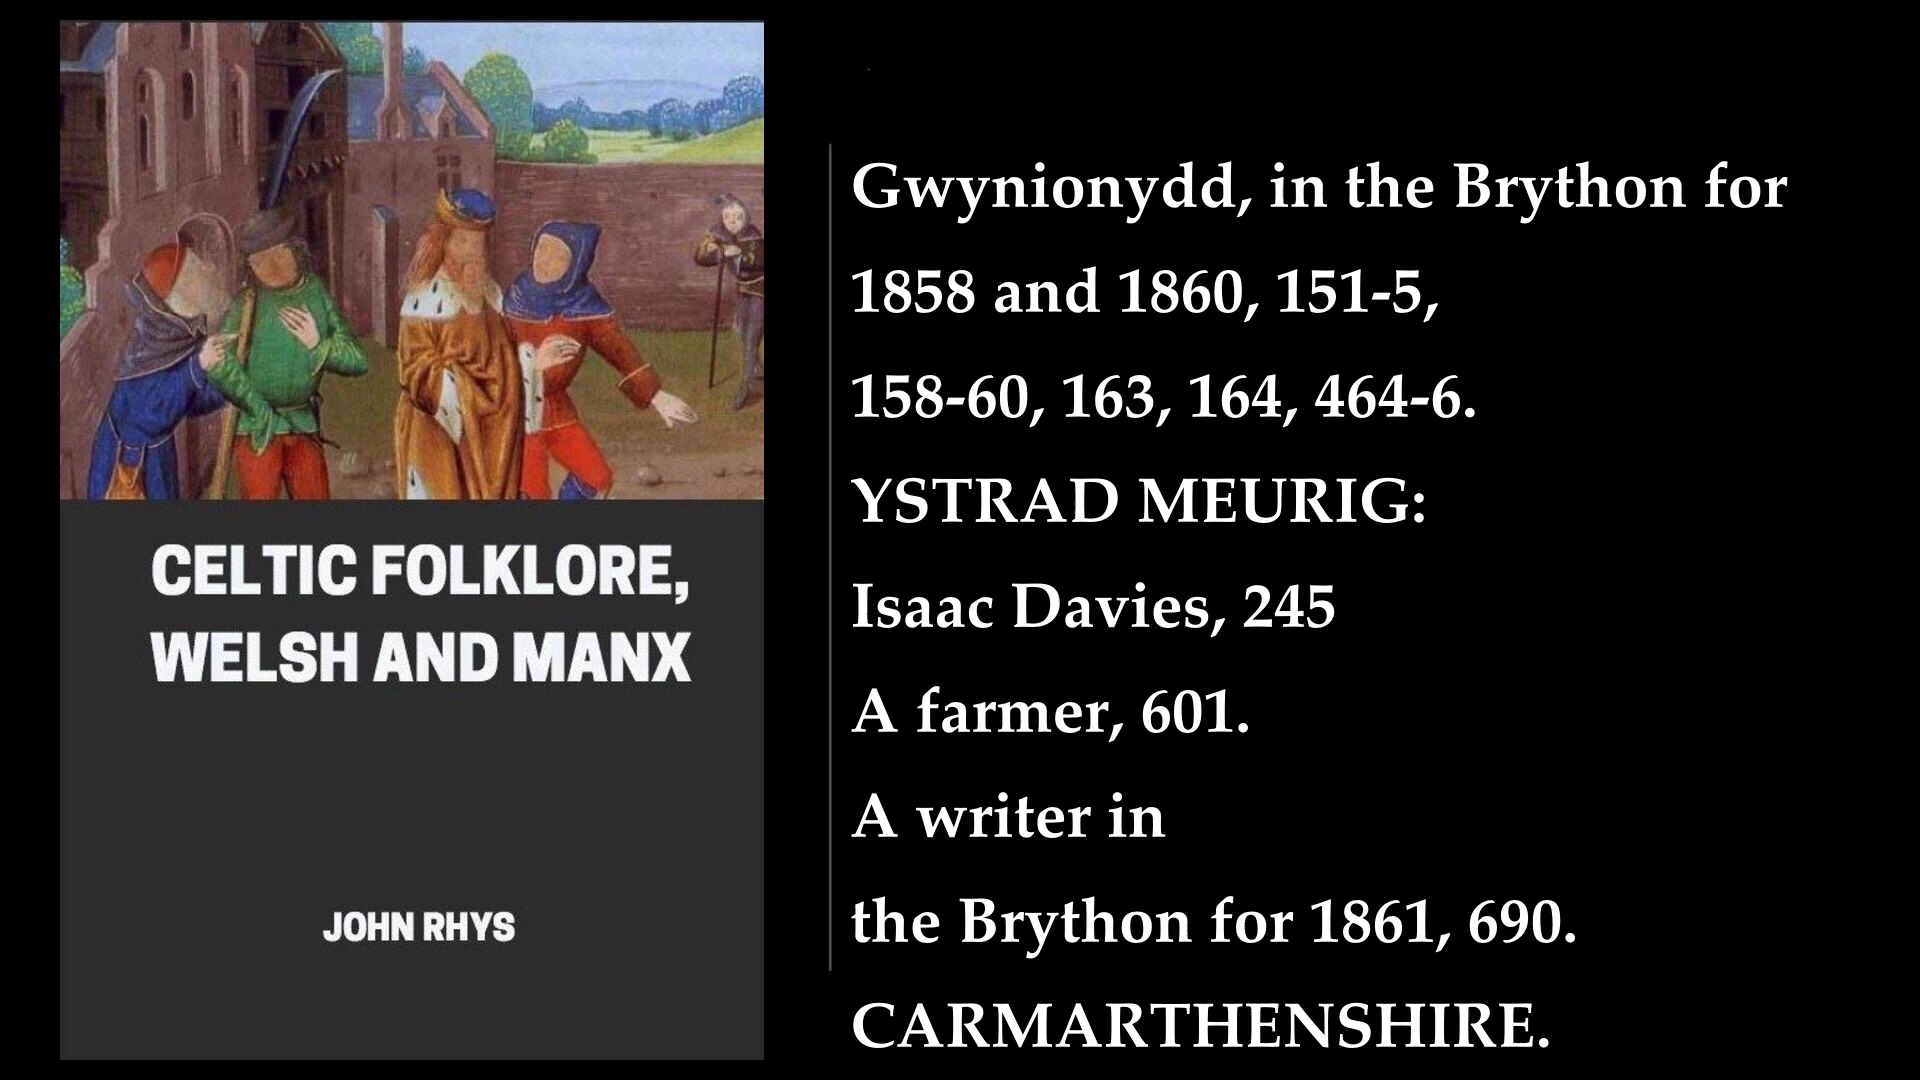 CELTIC FOLKLORE,
WELSH AND MANX
JOHN RHYS
Gwynionydd, in the Brython for
1858 and 1860, 151-5,
158-60, 163, 164, 464-6.
YSTRAD MEURIG:
Isaac Davies, 245
A farmer, 601.
A writer in
the Brython for 1861, 690.
CARMARTHENSHIRE.